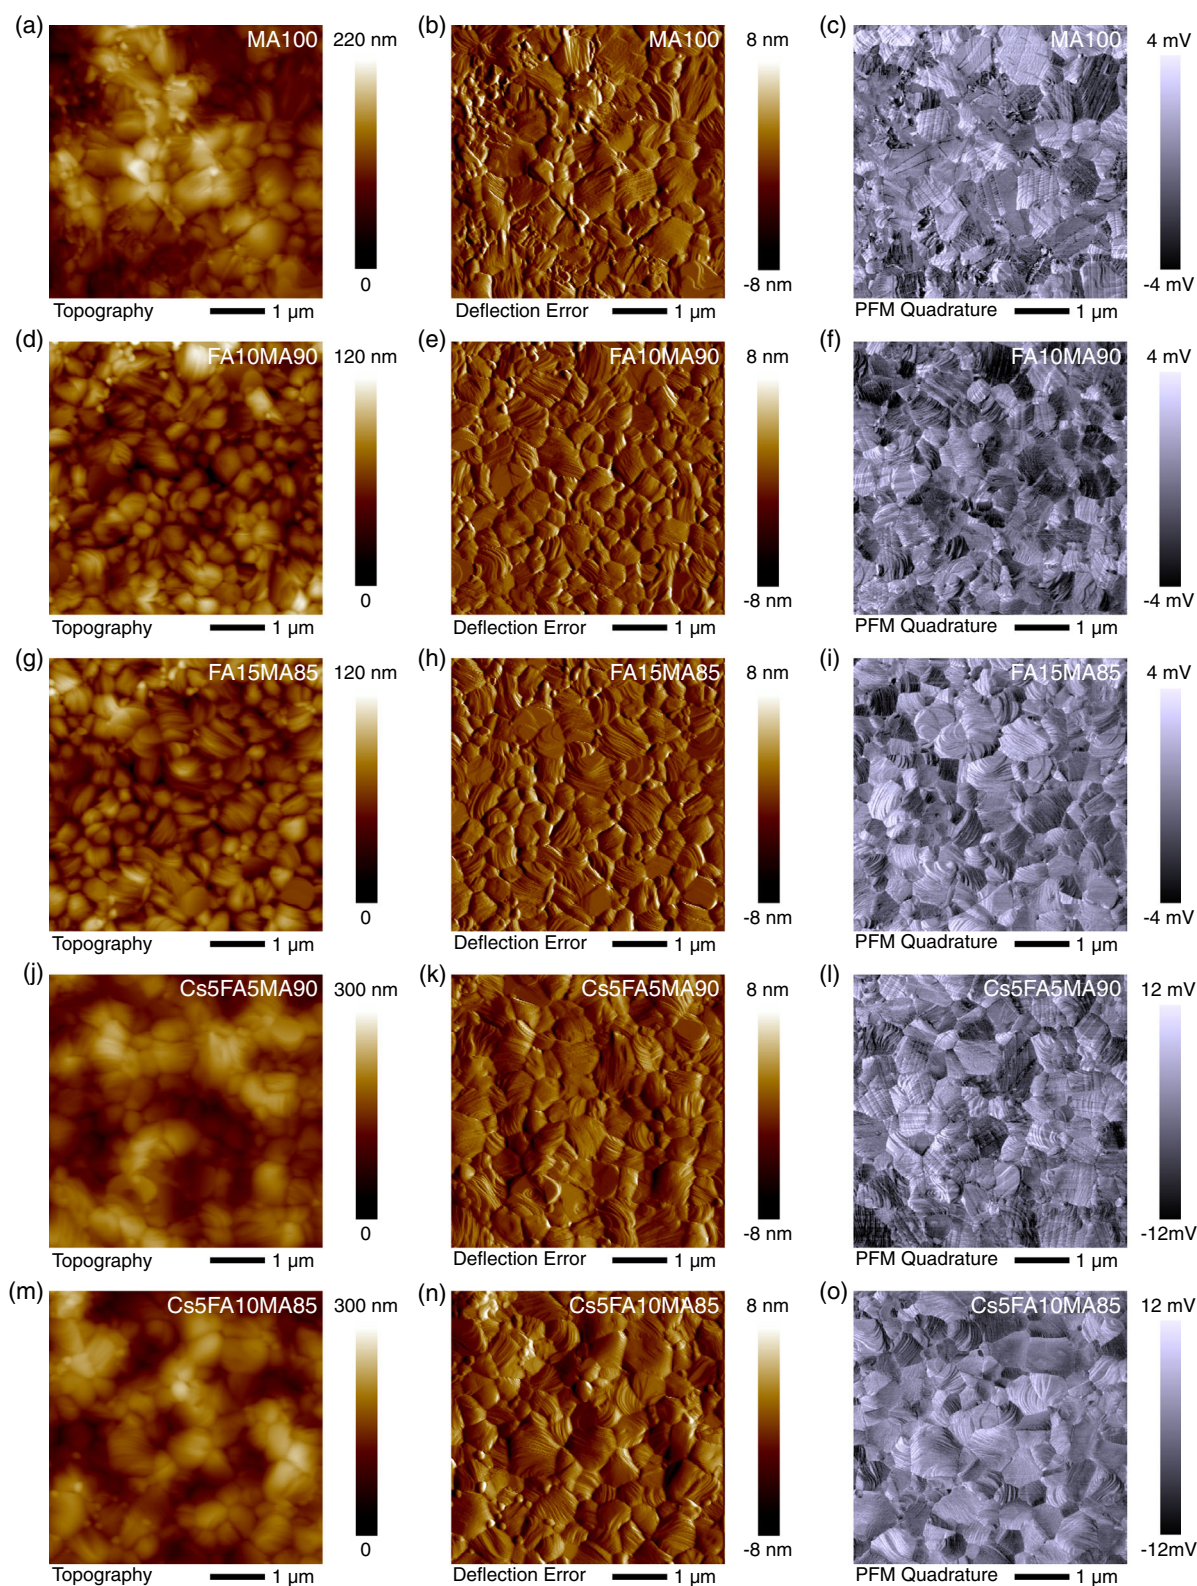 (a) MA100 220 nm 0 Topography 1 µm
(b) MA100 8 nm -8 nm Deflection Error 1 µm
(c) MA100 4 mV -4 mV PFM Quadrature 1 µm
(d) FA10MA90 120 nm 0 Topography 1 µm
(e) FA10MA90 8 nm -8 nm Deflection Error 1 µm
(f) FA10MA90 4 mV -4 mV PFM Quadrature 1 µm
(g) FA15MA85 120 nm 0 Topography 1 µm
(h) FA15MA85 8 nm -8 nm Deflection Error 1 µm
(i) FA15MA85 4 mV -4 mV PFM Quadrature 1 µm
(j) Cs5FA5MA90 300 nm 0 Topography 1 µm
(k) Cs5FA5MA90 8 nm -8 nm Deflection Error 1 µm
(l) Cs5FA5MA90 12 mV -12mV PFM Quadrature 1 µm
(m) Cs5FA10MA85 300 nm 0 Topography 1 µm
(n) Cs5FA10MA85 8 nm -8 nm Deflection Error 1 µm
(o) Cs5FA10MA85 12 mV -12mV PFM Quadrature 1 µm